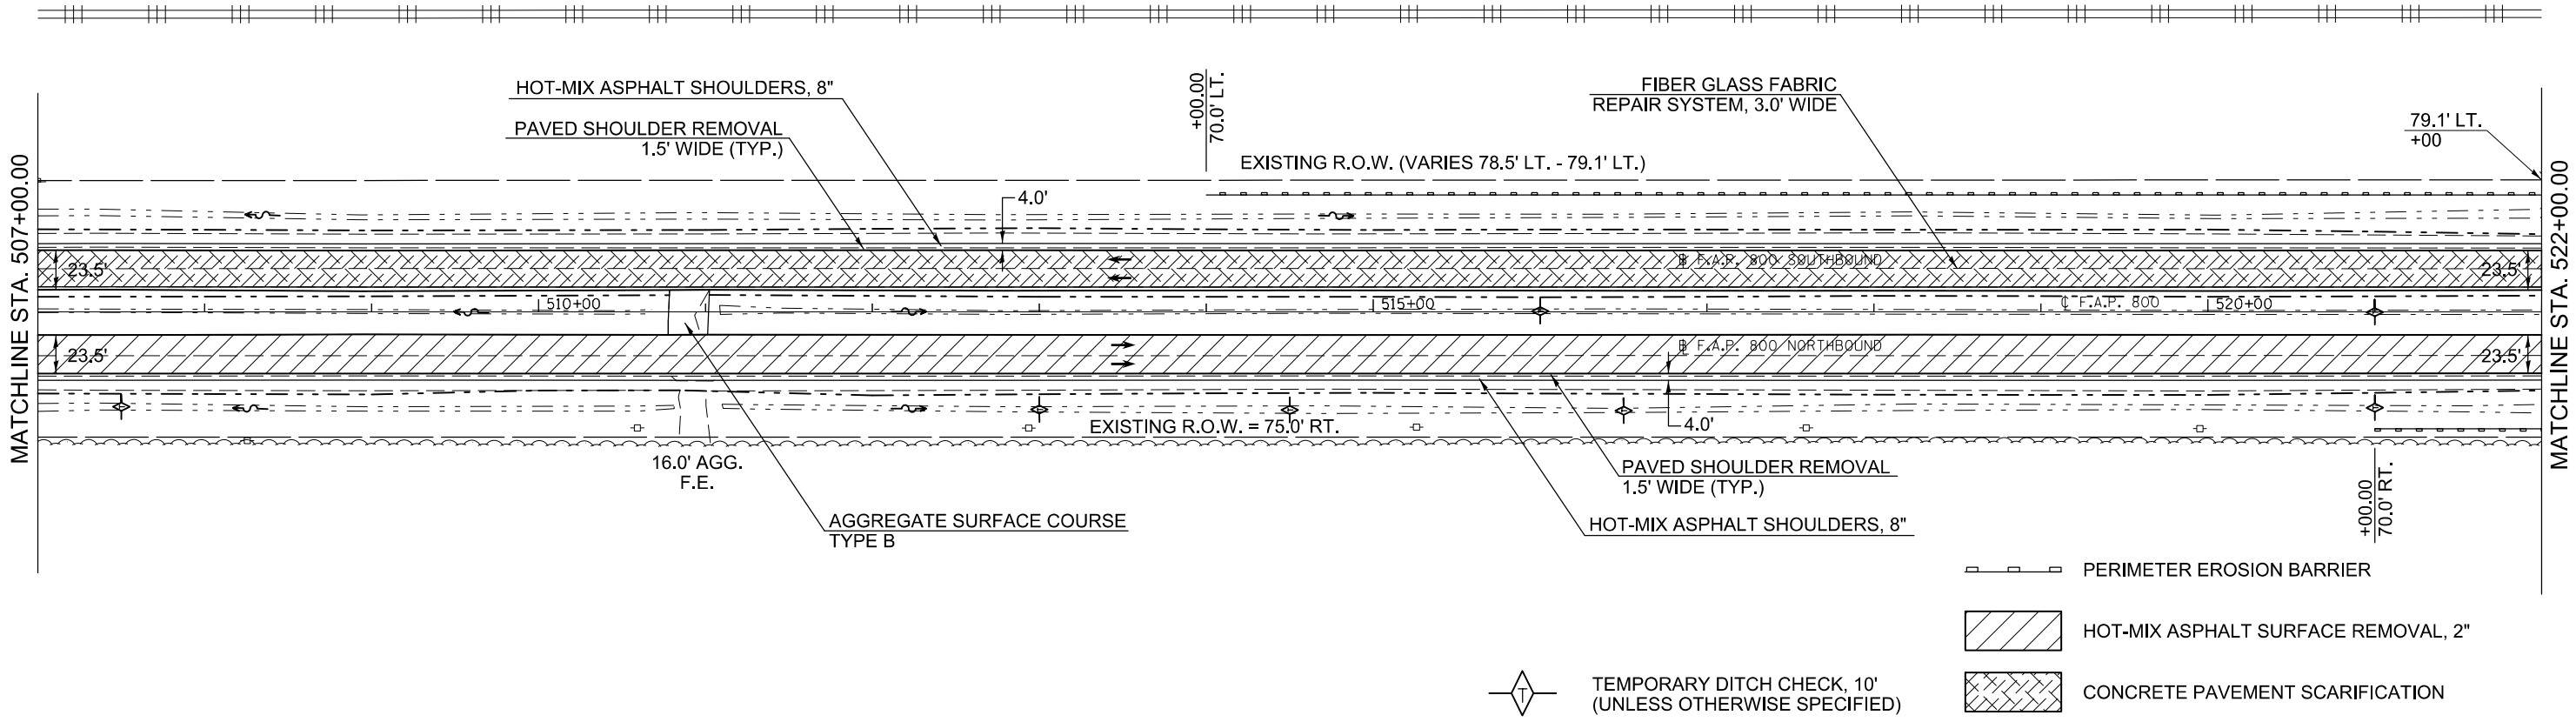 HOT-MIX ASPHALT SHOULDERS, 8"
PAVED SHOULDER REMOVAL
1.5' WIDE (TYP.)
+00.00
70.0' LT.
FIBER GLASS FABRIC
REPAIR SYSTEM, 3.0' WIDE
79.1' LT.
+00
EXISTING R.O.W. (VARIES 78.5' LT. - 79.1' LT.)
4.0'
MATCHLINE STA. 507+00.00
MATCHLINE STA. 522+00.00
23.5'
F.A.P. 800 SOUTHBOUND
23.5'
510+00
515+00
℄ F.A.P. 800
520+00
23.5'
F.A.P. 800 NORTHBOUND
23.5'
EXISTING R.O.W. = 75.0' RT.
4.0'
16.0' AGG.
F.E.
PAVED SHOULDER REMOVAL
1.5' WIDE (TYP.)
+00.00
70.0' RT.
AGGREGATE SURFACE COURSE
TYPE B
HOT-MIX ASPHALT SHOULDERS, 8"
PERIMETER EROSION BARRIER
HOT-MIX ASPHALT SURFACE REMOVAL, 2"
T
TEMPORARY DITCH CHECK, 10'
(UNLESS OTHERWISE SPECIFIED)
CONCRETE PAVEMENT SCARIFICATION